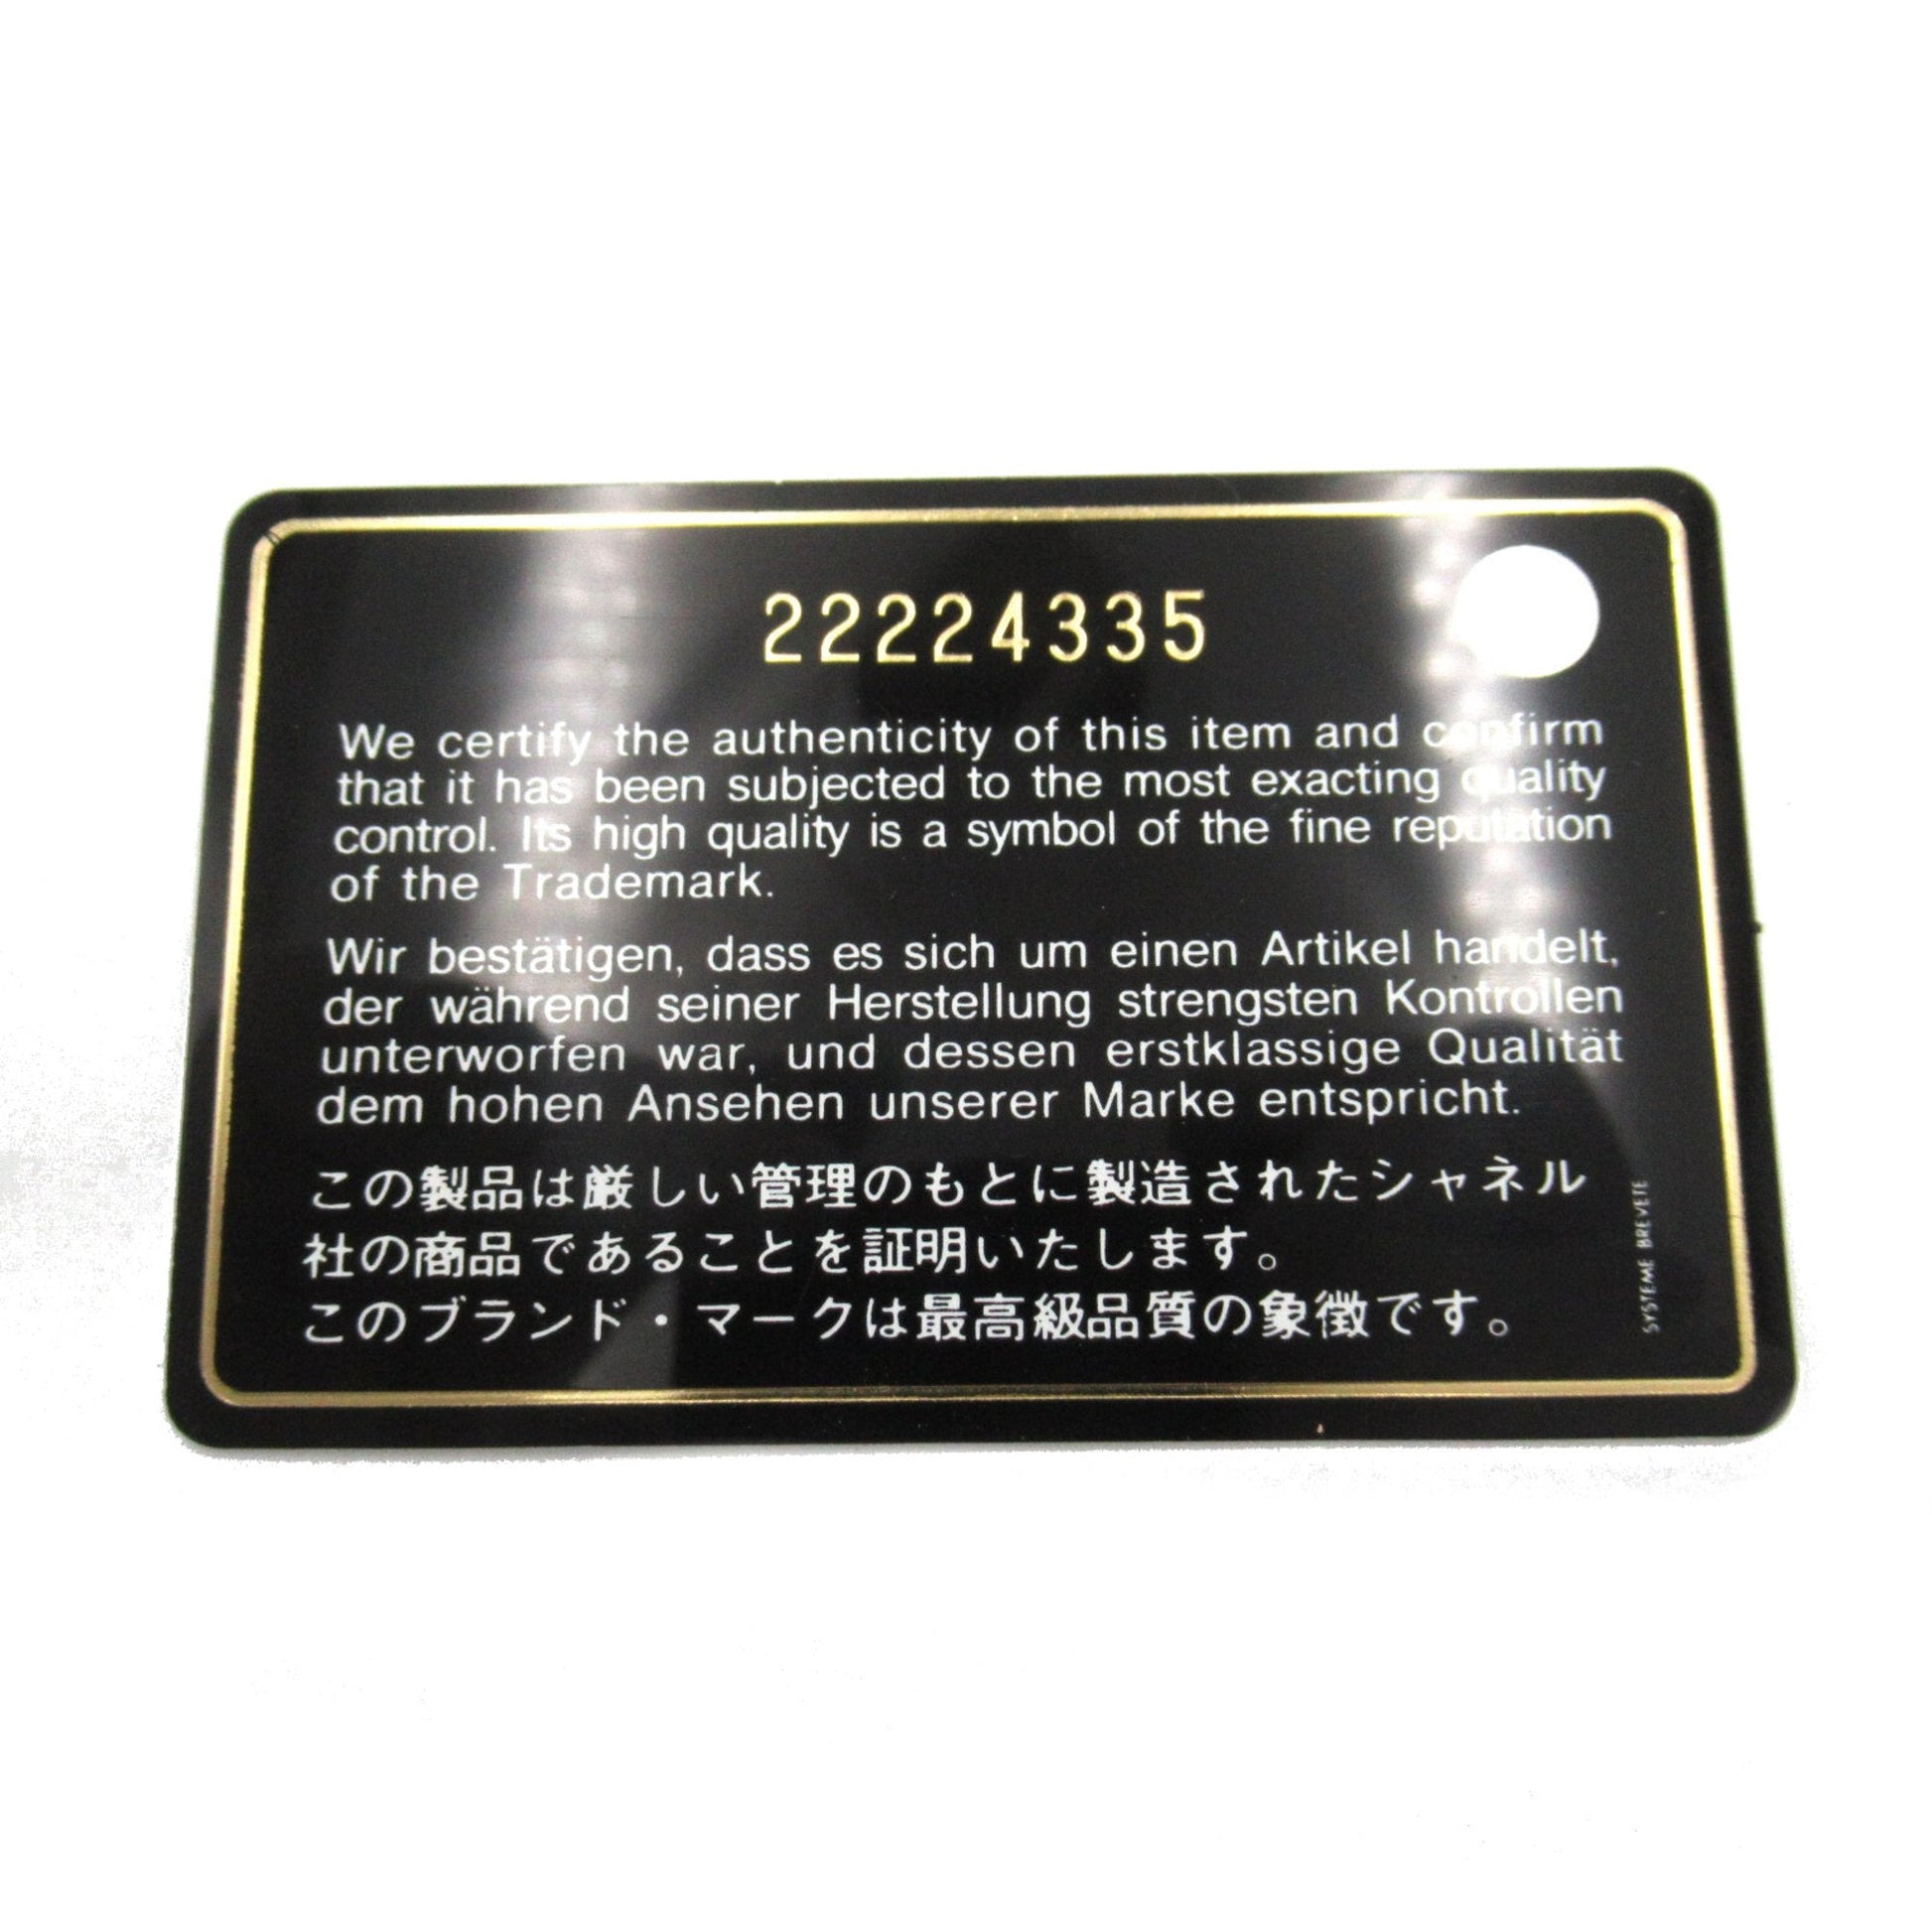 22224335
We certify the authenticity of this item and confirm
that it has been subjected to the most exacting quality
control. Its high quality is a symbol of the fine reputation
of the Trademark.
Wir bestätigen, dass es sich um einen Artikel handelt,
der während seiner Herstellung strengsten Kontrollen
unterworfen war, und dessen erstklassige Qualität
dem hohen Ansehen unserer Marke entspricht.
この製品は厳しい管理のもとに製造されたシャネル
社の商品であることを証明いたします。
このブランド・マークは最高級品質の象徴です。
SYSTEME BREVETE